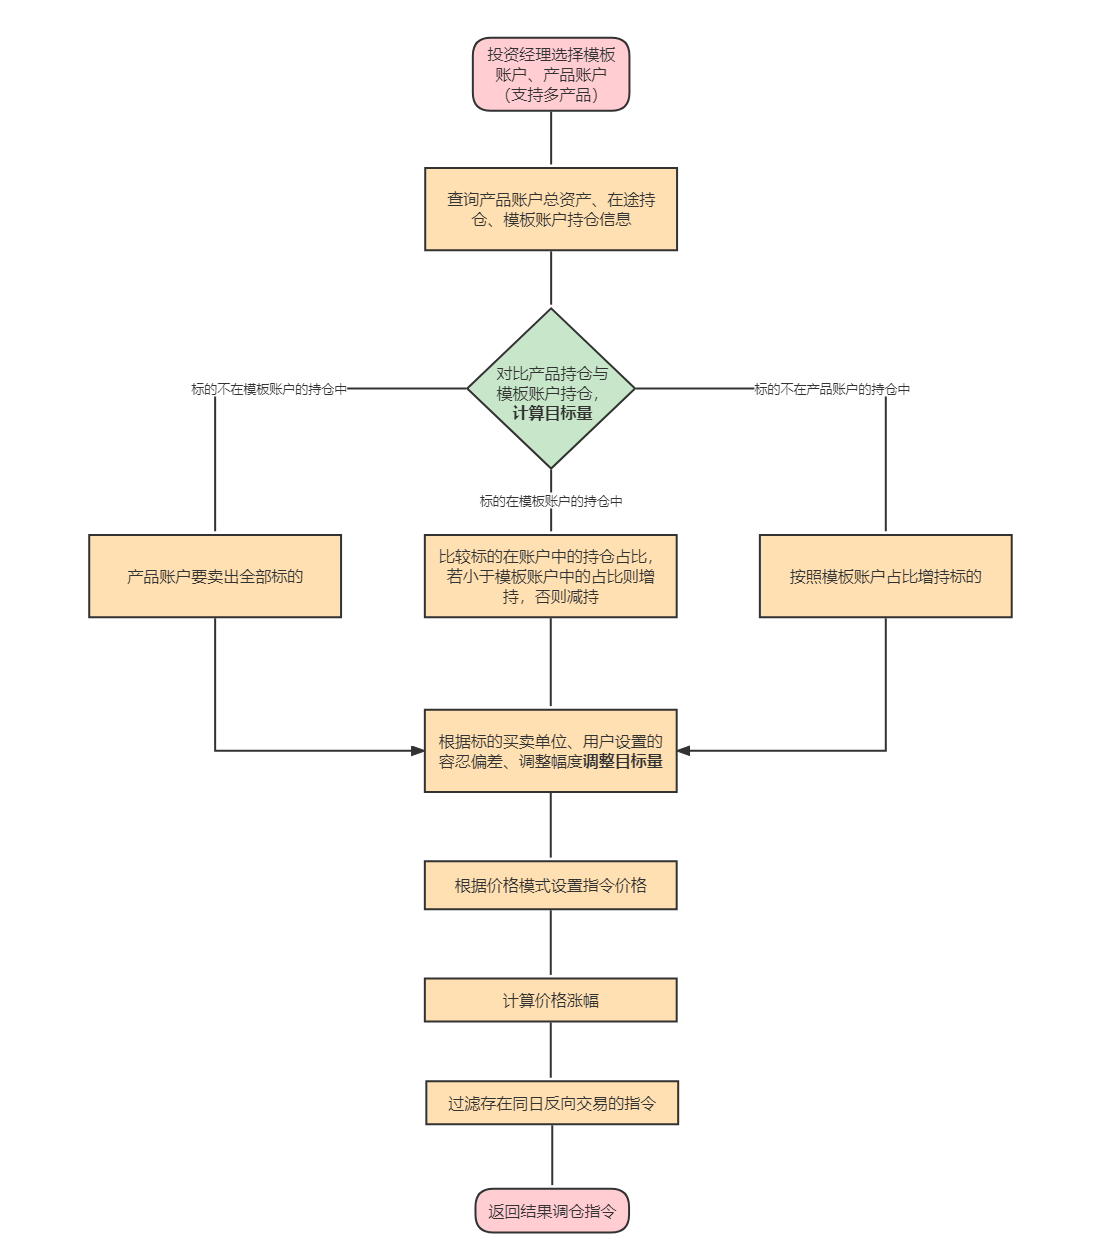 投资经理选择模板
账户、产品账户
（支持多产品）
查询产品账户总资产、在途持
仓、模板账户持仓信息
对比产品持仓与
模板账户持仓，
计算目标量
标的不在模板账户的持仓中
标的不在产品账户的持仓中
标的在模板账户的持仓中
产品账户要卖出全部标的
比较标的在账户中的持仓占比，
若小于模板账户中的占比则增
持，否则减持
按照模板账户占比增持标的
根据标的买卖单位、用户设置的
容忍偏差、调整幅度调整目标量
根据价格模式设置指令价格
计算价格涨幅
过滤存在同日反向交易的指令
返回结果调仓指令